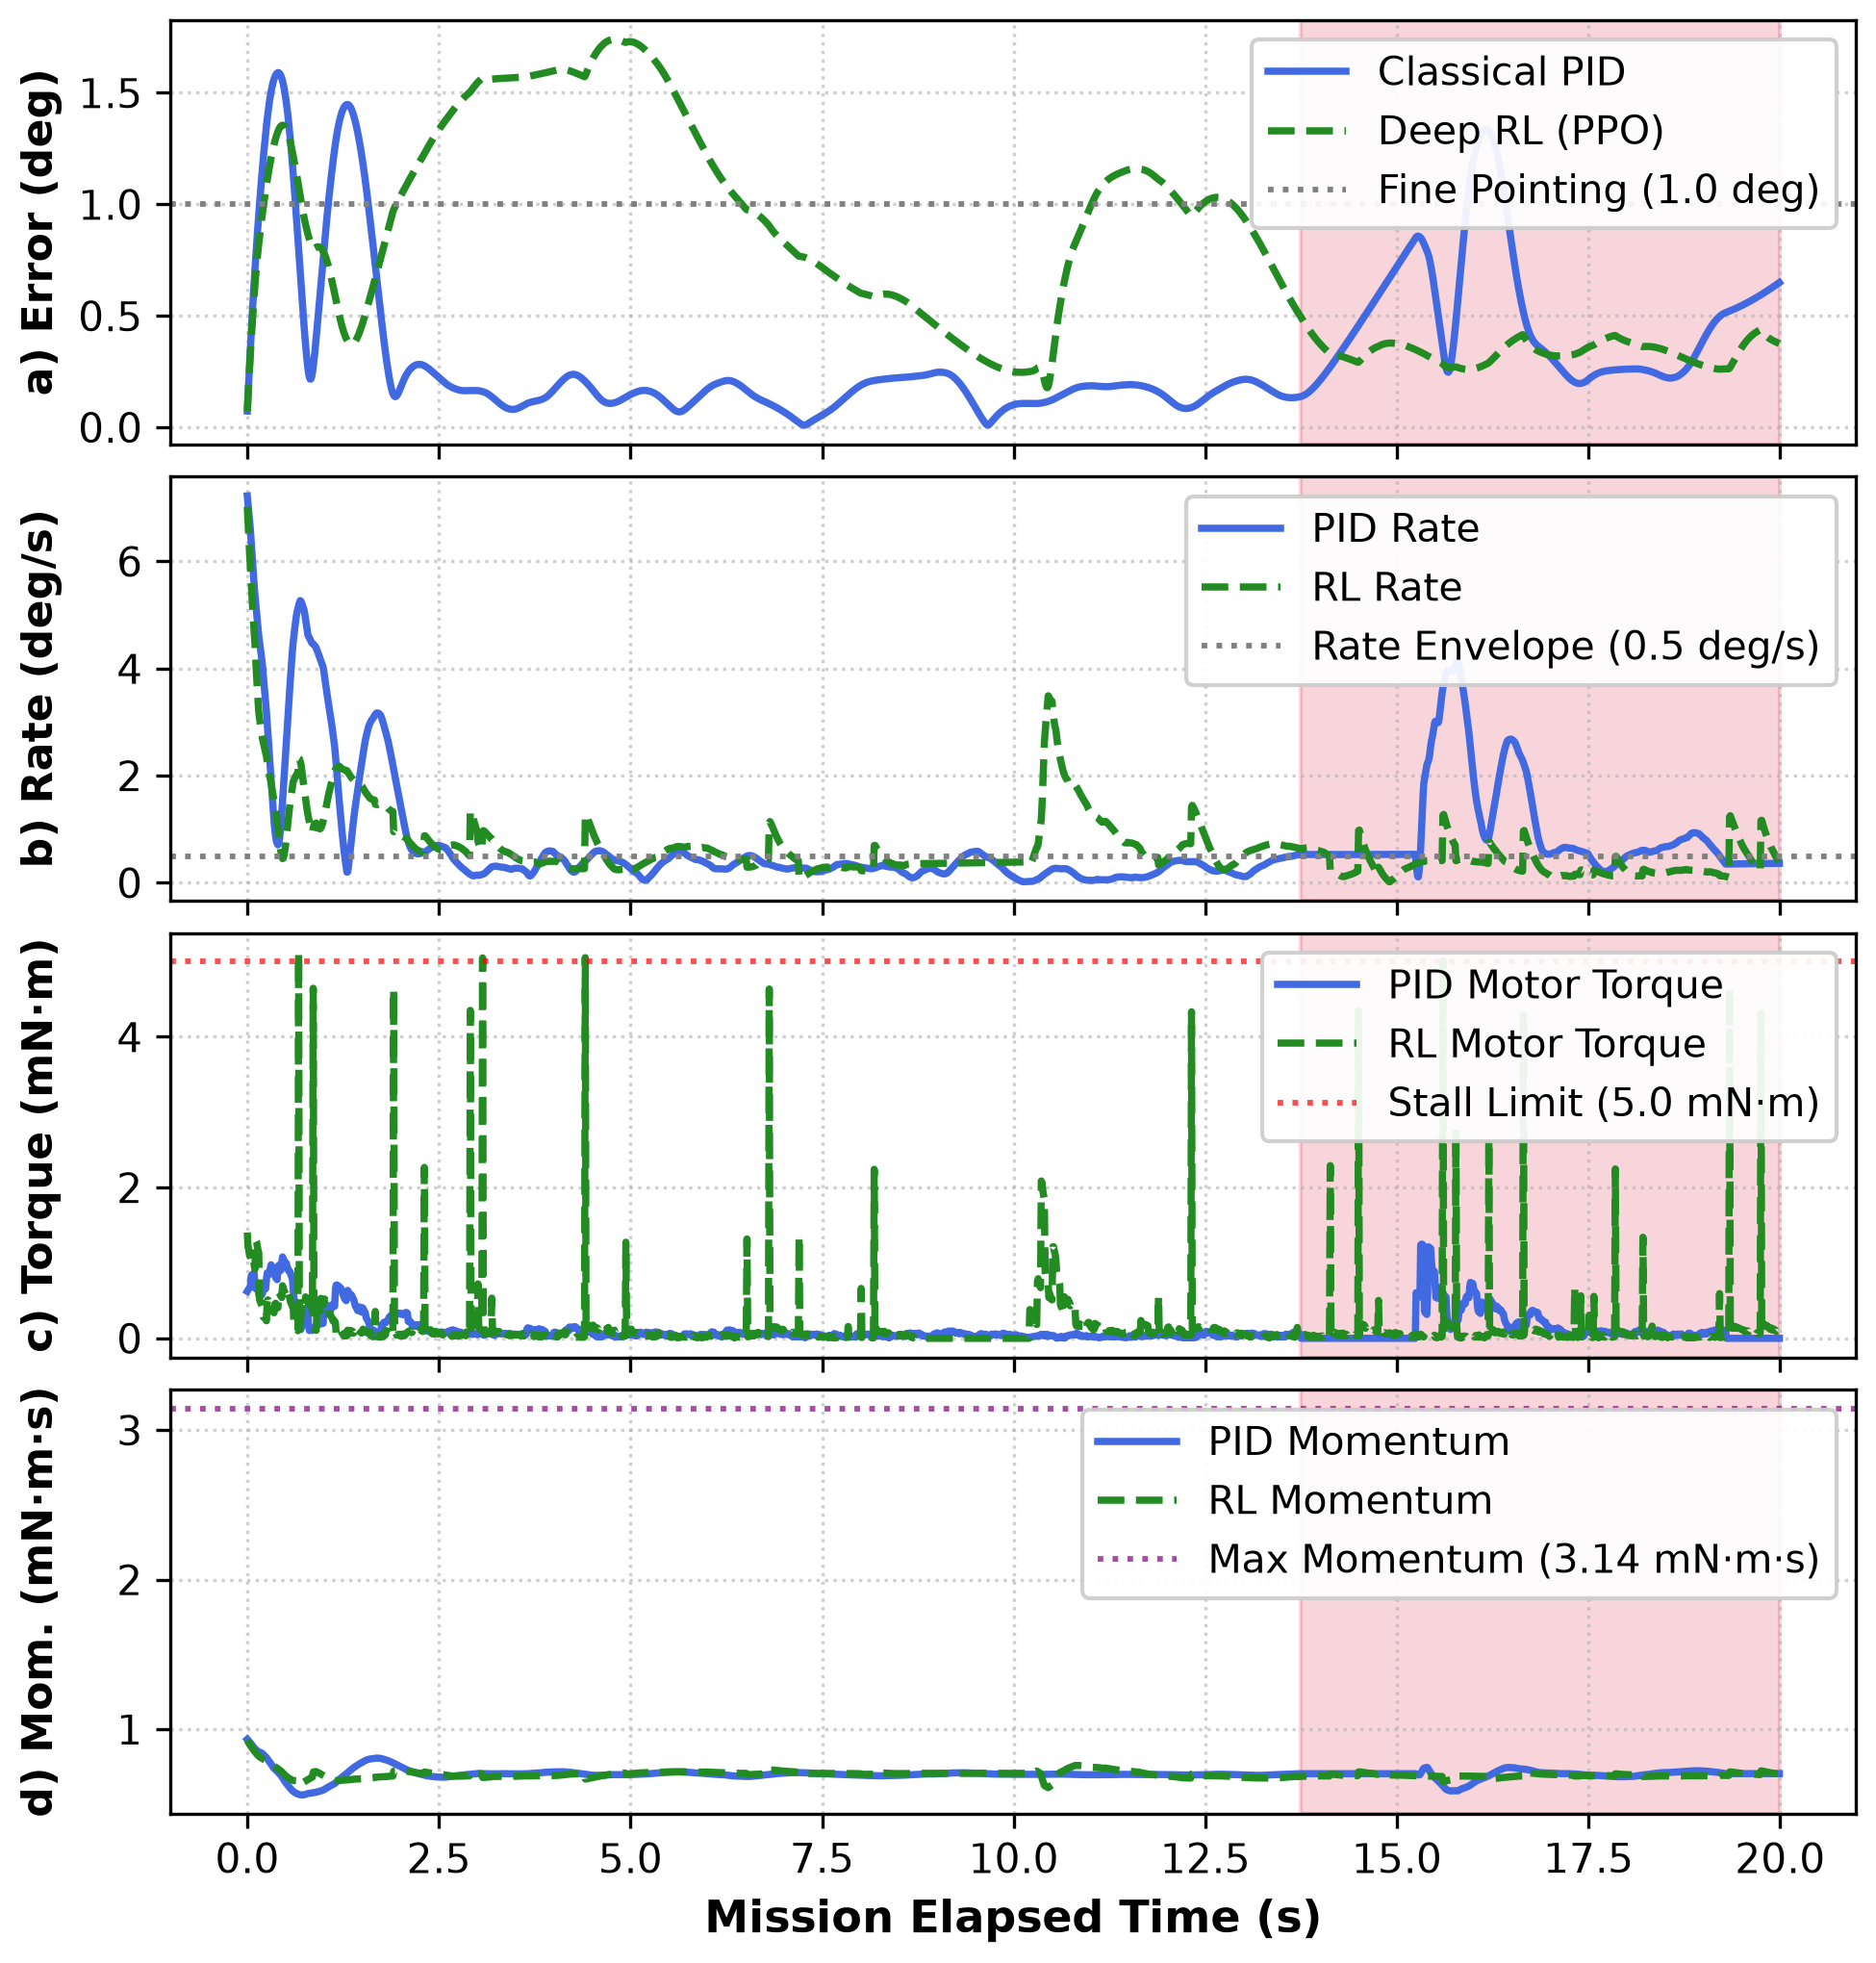 a) Error (deg)
1.5
1.0
0.5
0.0
Classical PID
Deep RL (PPO)
Fine Pointing (1.0 deg)
b) Rate (deg/s)
6
4
2
0
PID Rate
RL Rate
Rate Envelope (0.5 deg/s)
c) Torque (mN·m)
4
2
0
PID Motor Torque
RL Motor Torque
Stall Limit (5.0 mN·m)
d) Mom. (mN·m·s)
3
2
1
PID Momentum
RL Momentum
Max Momentum (3.14 mN·m·s)
0.0 2.5 5.0 7.5 10.0 12.5 15.0 17.5 20.0
Mission Elapsed Time (s)